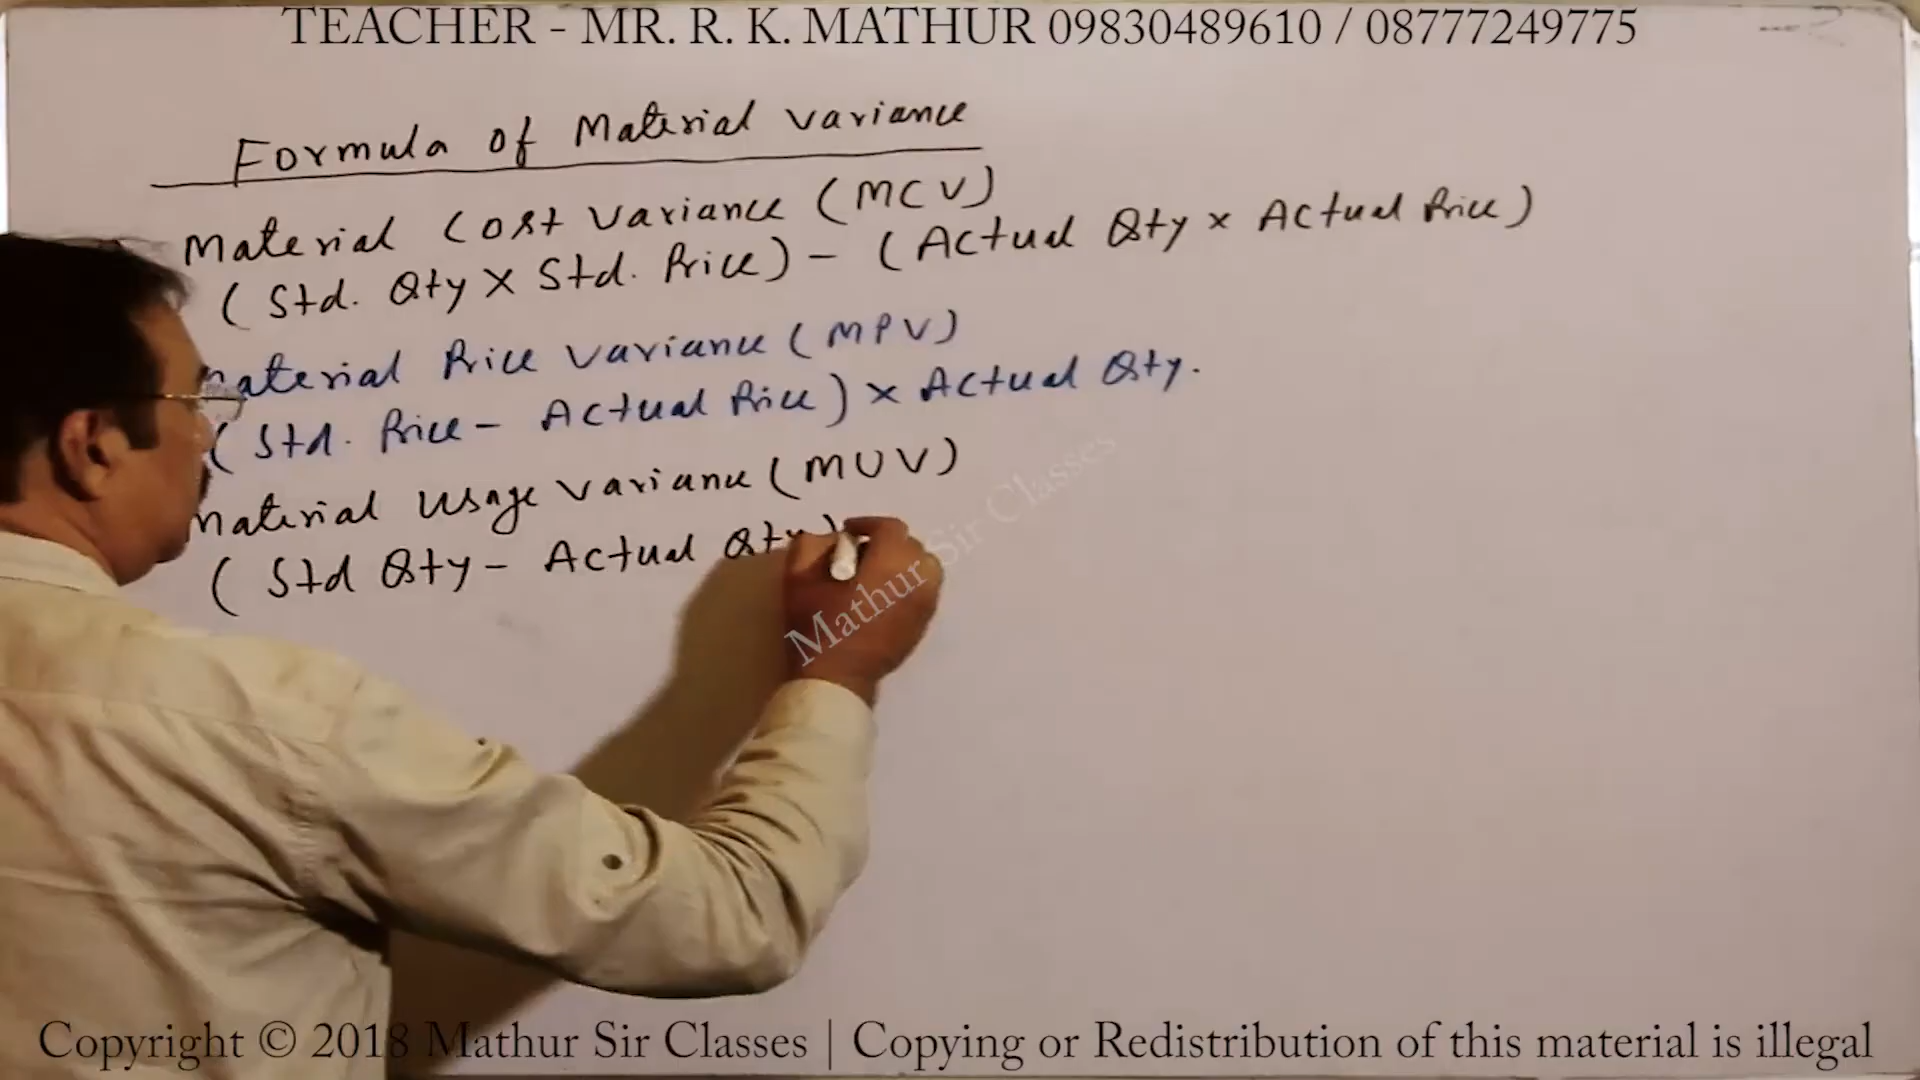 TEACHER - MR. R. K. MATHUR 09830489610 / 08777249775
Formula of Material Variance
Material Cost Variance (MCV)
(Std. Qty × Std. Price) - (Actual Qty × Actual Price)
Material Price Variance (MPV)
(Std. Price - Actual Price) × Actual Qty.
Material Usage Variance (MUV)
(Std Qty - Actual Qty)
Mathur Sir Classes
Copyright © 2018 Mathur Sir Classes | Copying or Redistribution of this material is illegal